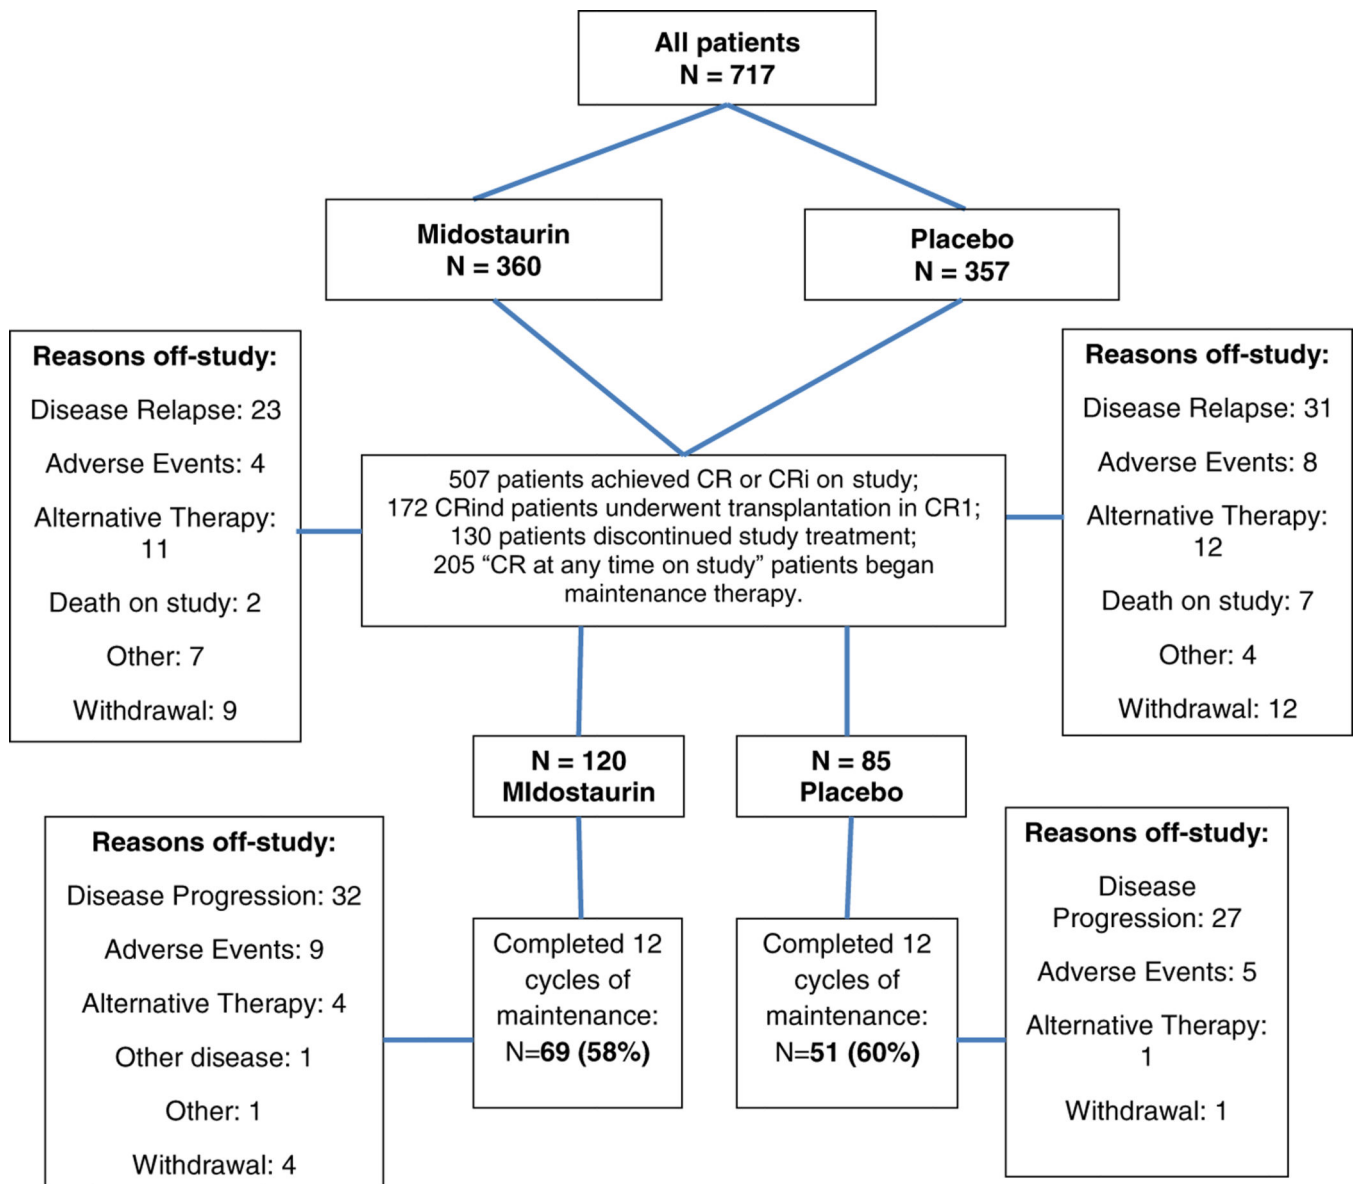 All patients
N = 717
Midostaurin
N = 360
Placebo
N = 357
Reasons off-study:
Disease Relapse: 23
Adverse Events: 4
Alternative Therapy:
11
Death on study: 2
Other: 7
Withdrawal: 9
507 patients achieved CR or CRi on study;
172 CRind patients underwent transplantation in CR1;
130 patients discontinued study treatment;
205 “CR at any time on study” patients began
maintenance therapy.
Reasons off-study:
Disease Relapse: 31
Adverse Events: 8
Alternative Therapy:
12
Death on study: 7
Other: 4
Withdrawal: 12
N = 120
MIdostaurin
N = 85
Placebo
Reasons off-study:
Disease Progression: 32
Adverse Events: 9
Alternative Therapy: 4
Other disease: 1
Other: 1
Withdrawal: 4
Completed 12
cycles of
maintenance:
N=69 (58%)
Completed 12
cycles of
maintenance:
N=51 (60%)
Reasons off-study:
Disease
Progression: 27
Adverse Events: 5
Alternative Therapy:
1
Withdrawal: 1